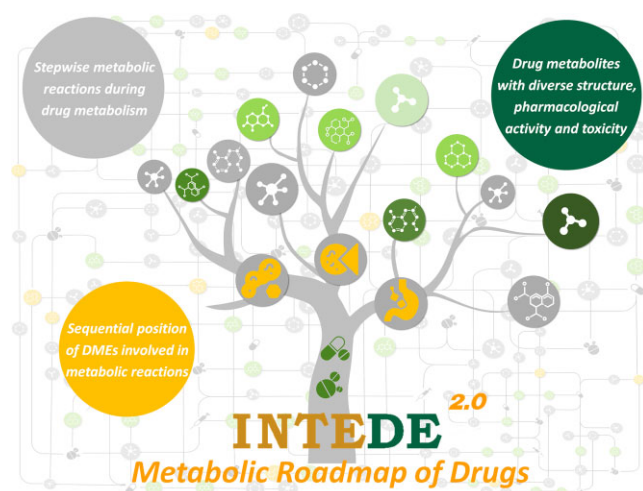 Stepwise metabolic
reactions during
drug metabolism
Drug metabolites
with diverse structure,
pharmacological
activity and toxicity
Sequential position
of DMEs involved in
metabolic reactions
2.0
INTEDE
Metabolic Roadmap of Drugs